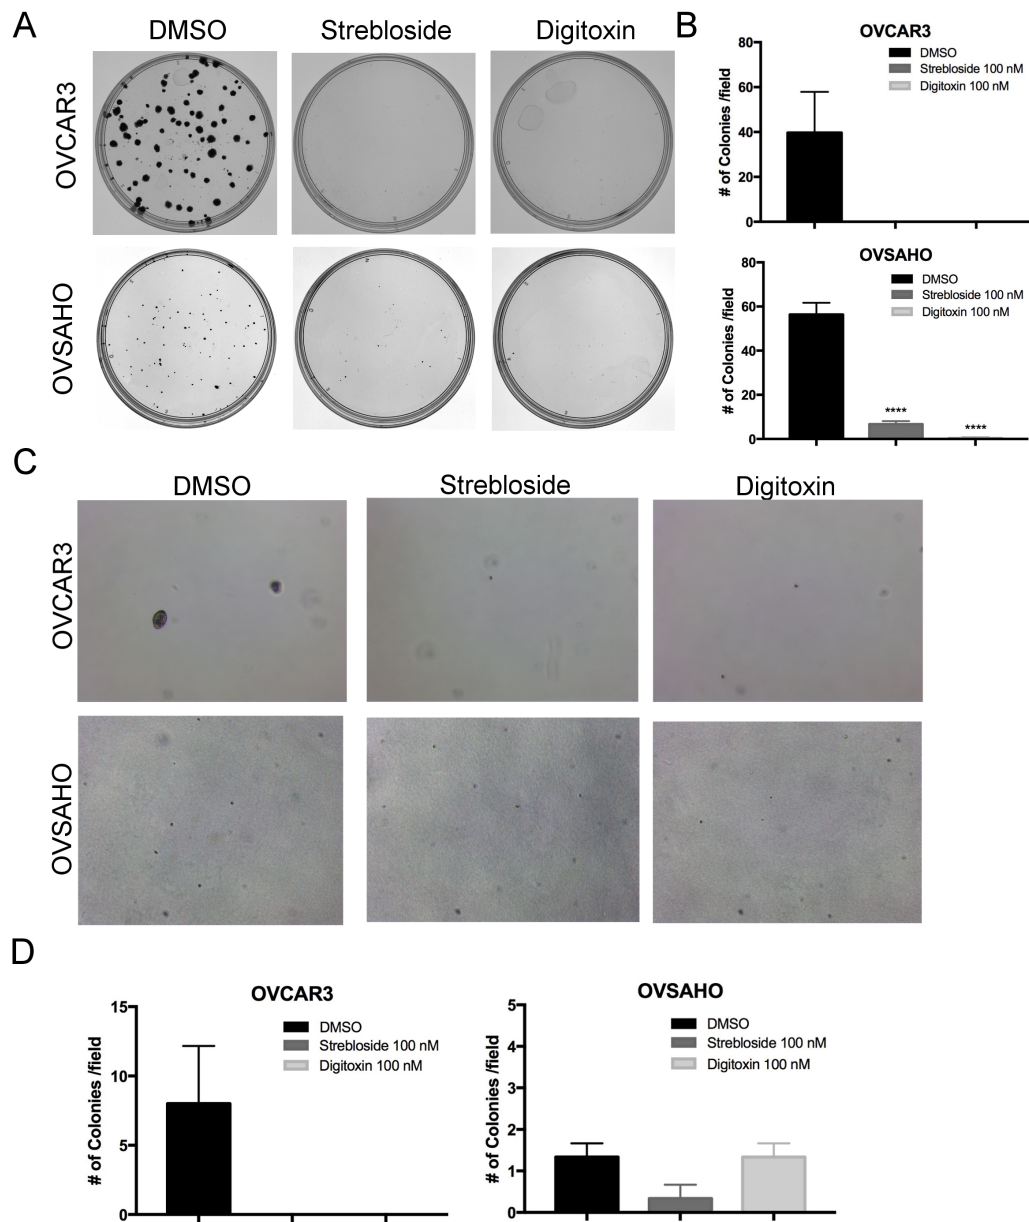 A
DMSO Strebloside Digitoxin
OVCAR3
OVSAHO
B
OVCAR3
DMSO
Strebloside 100 nM
Digitoxin 100 nM
# of Colonies /field
80
60
40
20
0
OVSAHO
DMSO
Strebloside 100 nM
Digitoxin 100 nM
# of Colonies /field
80
60
40
20
0
****
****
C
DMSO Strebloside Digitoxin
OVCAR3
OVSAHO
D
OVCAR3
DMSO
Strebloside 100 nM
Digitoxin 100 nM
# of Colonies /field
15
10
5
0
OVSAHO
DMSO
Strebloside 100 nM
Digitoxin 100 nM
# of Colonies /field
5
4
3
2
1
0